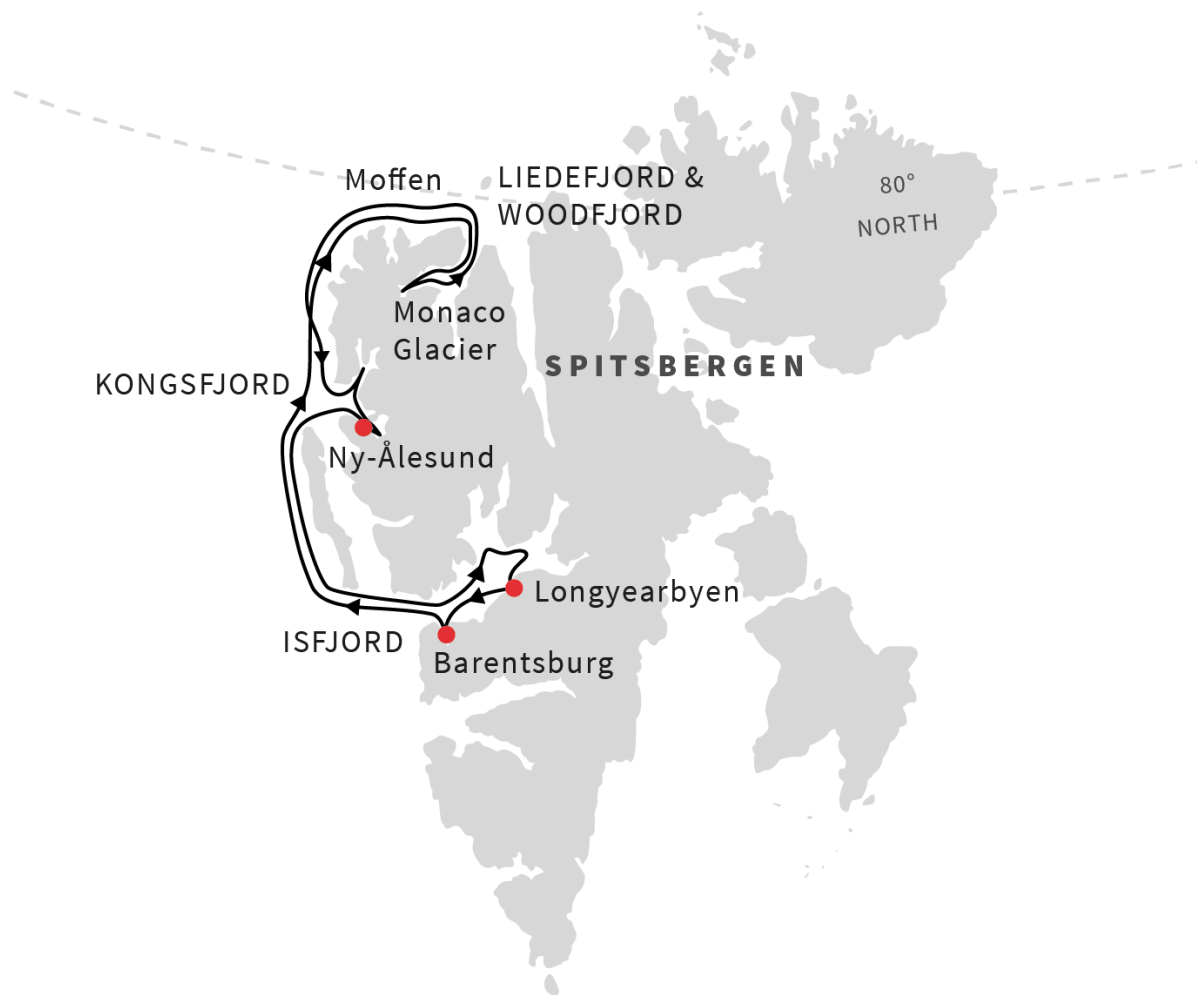 Moffen
LIEDEFJORD &
WOODFJORD
80°
NORTH
Monaco
Glacier
SPITSBERGEN
KONGSFJORD
Ny-Ålesund
Longyearbyen
ISFJORD
Barentsburg